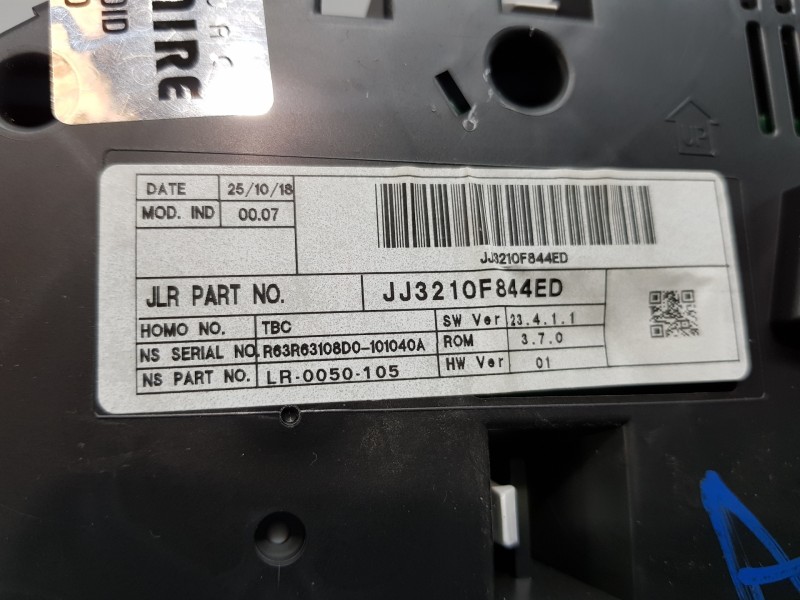 MIRE
DATE 25/10/18
MOD. IND 00.07
JJ3210F844ED
JLR PART NO. JJ3210F844ED
HOMO NO. TBC SW Ver 23.4.1.1
NS SERIAL NO. R63R63108D0-101040A ROM 3.7.0
NS PART NO. LR-0050-105 HW Ver 01
A